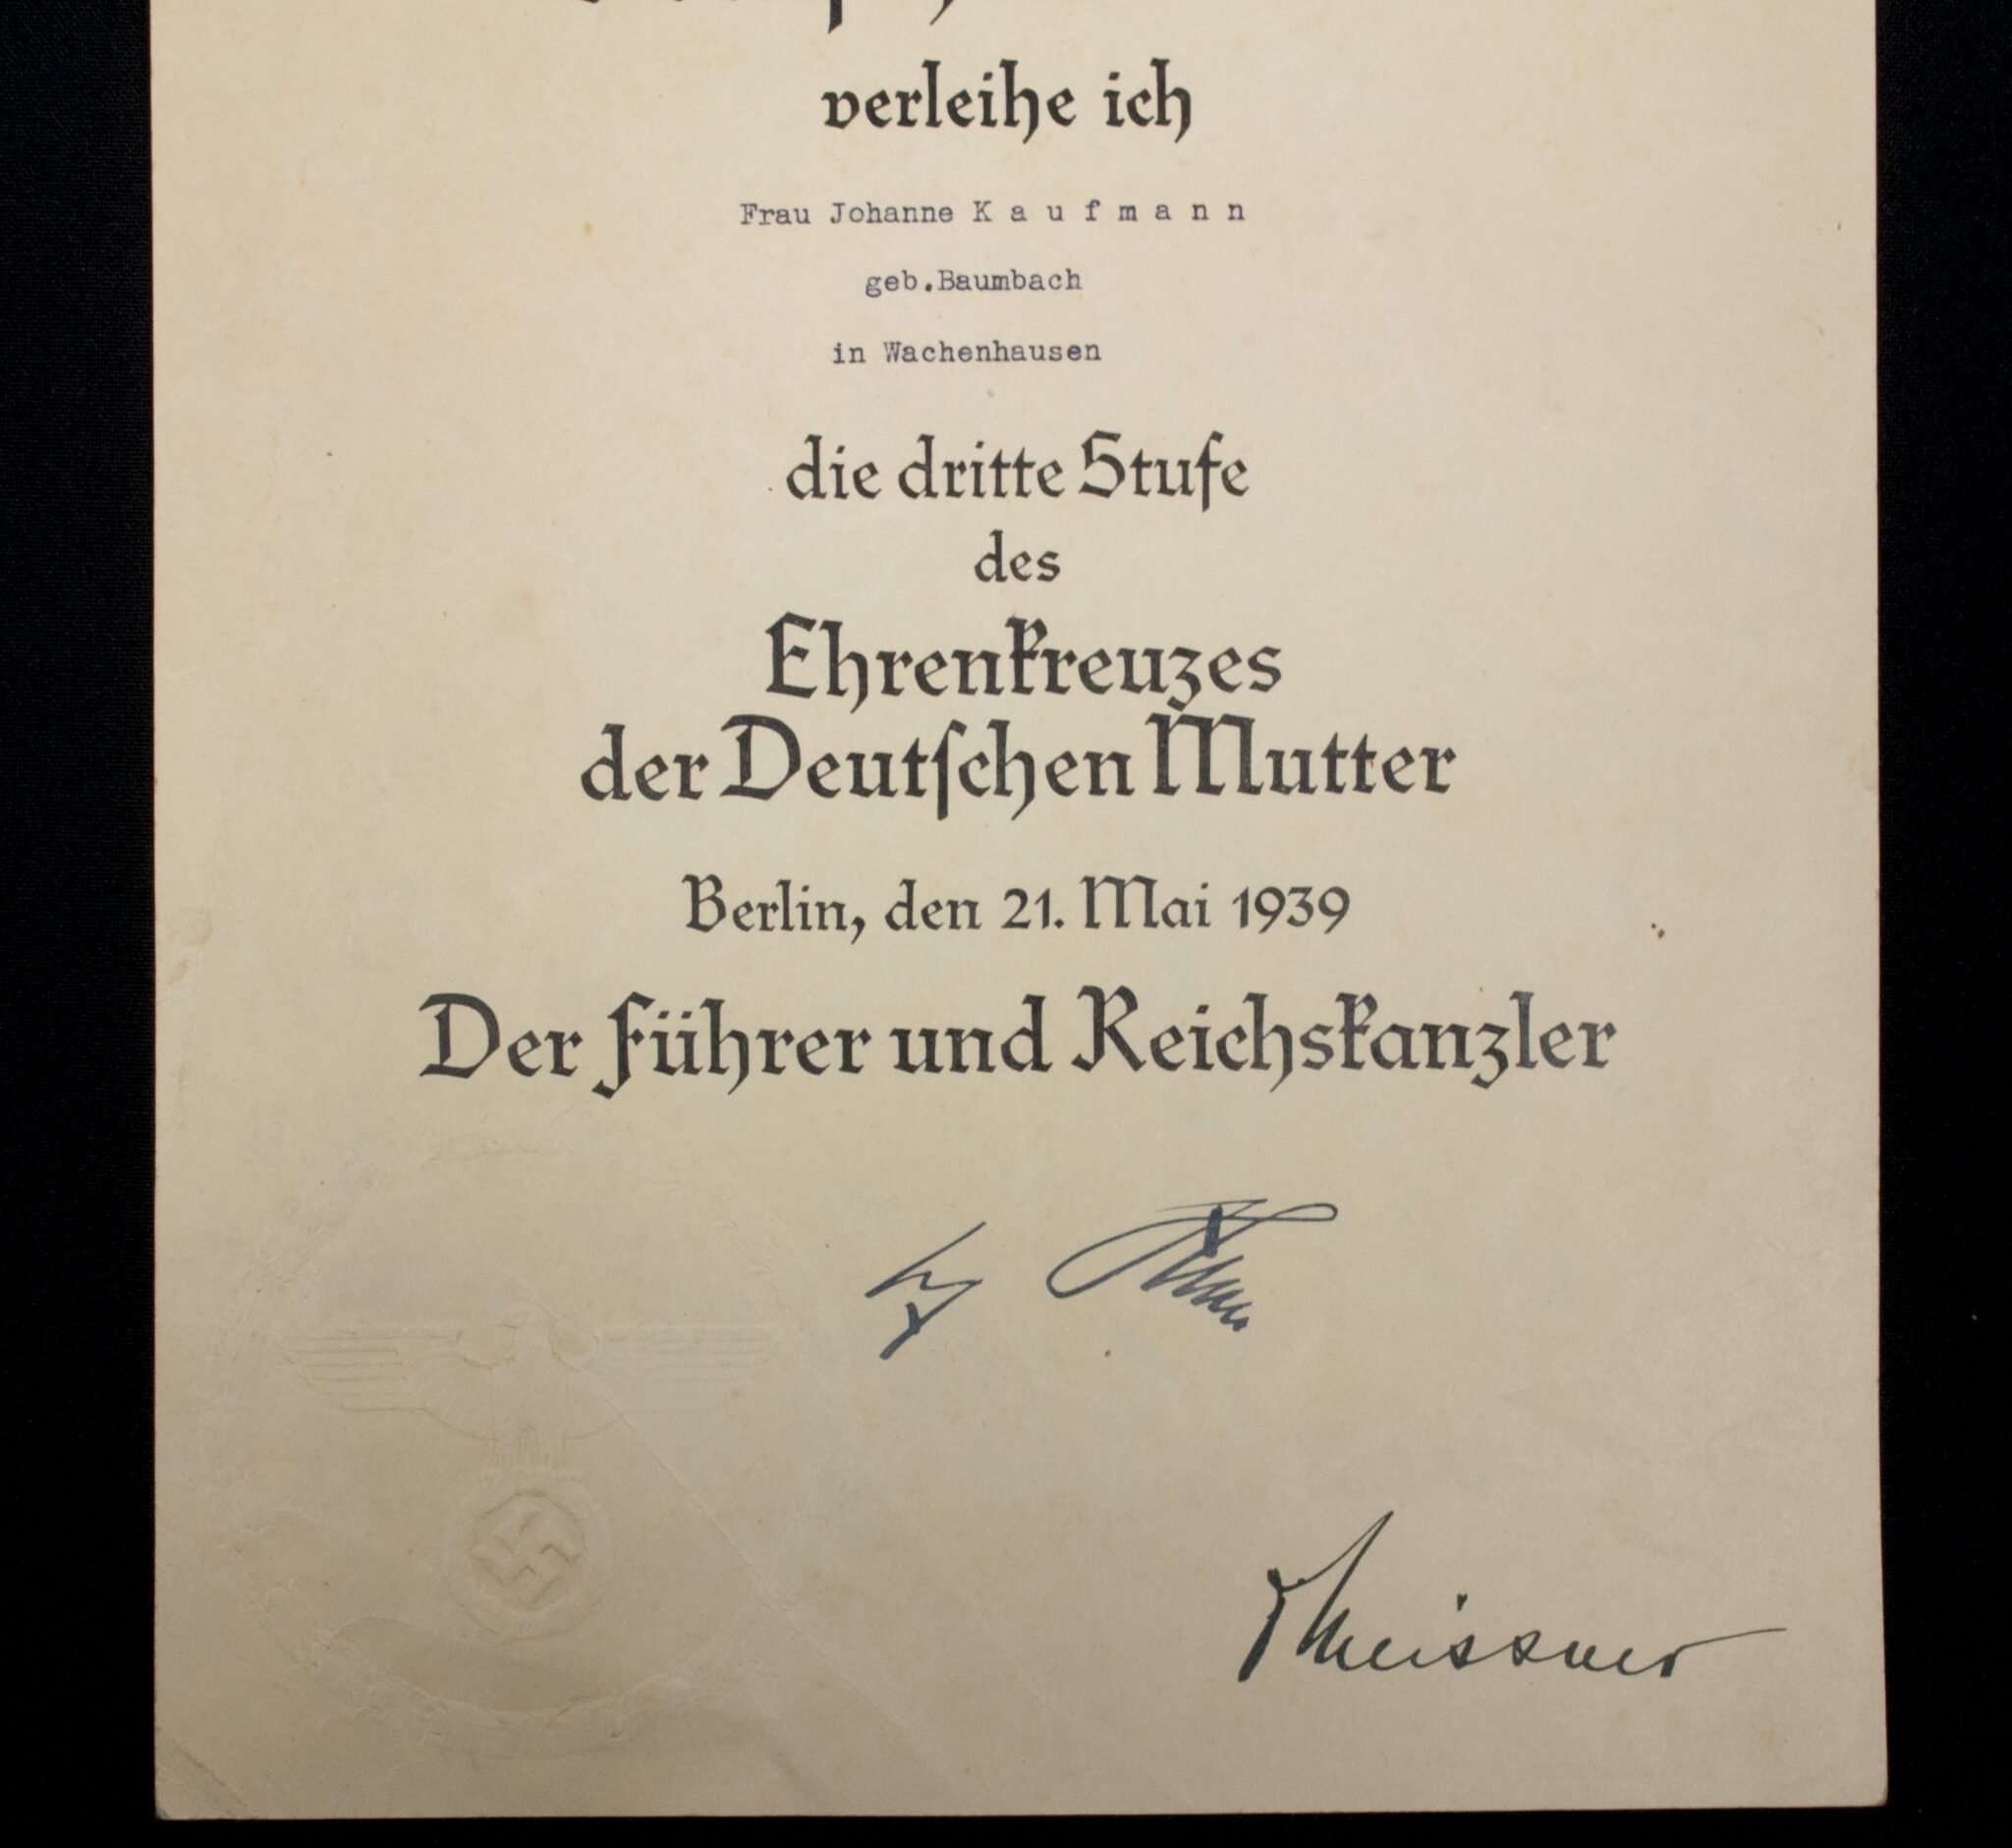 verleihe ich
Frau Johanne K a u f m a n n
geb.Baumbach
in Wachenhausen
die dritte Stufe
des
Ehrenkreuzes
der Deutſchen Mutter
Berlin, den 21. Mai 1939
Der Führer und Reichskanzler
Meissner